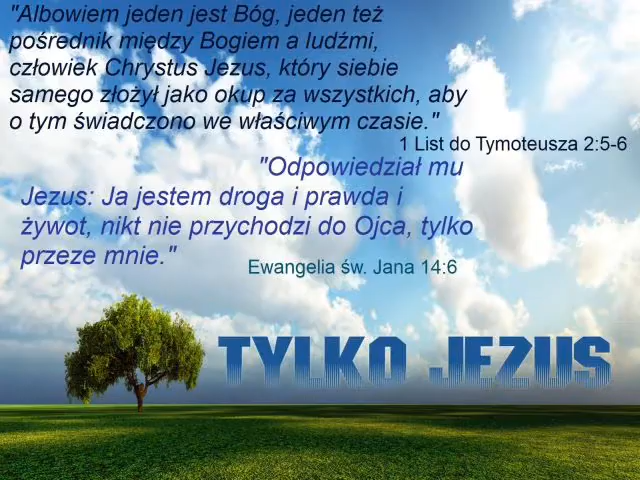 "Albowiem jeden jest Bóg, jeden też
pośrednik między Bogiem a ludźmi,
człowiek Chrystus Jezus, który siebie
samego złożył jako okup za wszystkich, aby
o tym świadczono we właściwym czasie."
1 List do Tymoteusza 2:5-6
"Odpowiedział mu
Jezus: Ja jestem droga i prawda i
żywot, nikt nie przychodzi do Ojca, tylko
przeze mnie."
Ewangelia św. Jana 14:6
TYLKO JEZUS